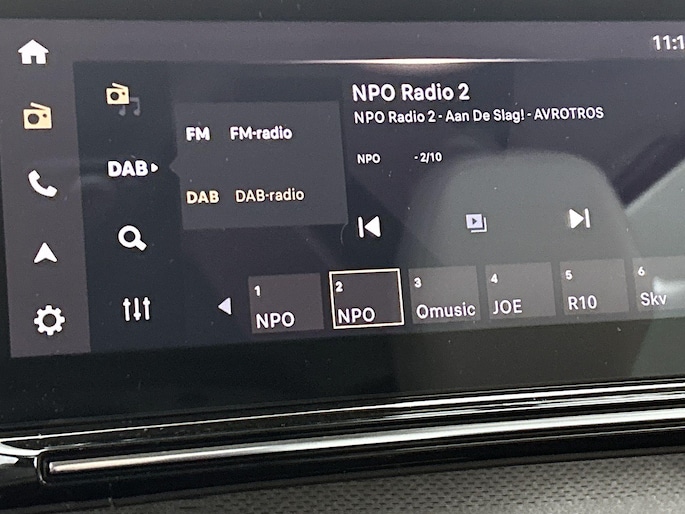 11:1
NPO Radio 2
NPO Radio 2 - Aan De Slag! - AVROTROS
FM FM-radio
NPO - 2/10
DAB
DAB DAB-radio
1 NPO
2 NPO
3 Qmusic
4 JOE
5 R10
6 Sky